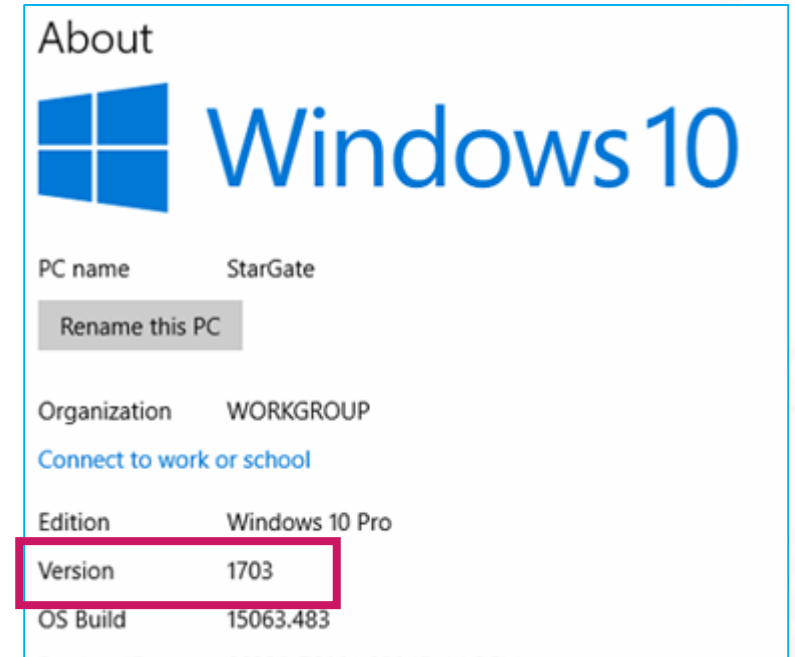 About
Windows 10
PC name StarGate
Rename this PC
Organization WORKGROUP
Connect to work or school
Edition Windows 10 Pro
Version 1703
OS Build 15063.483